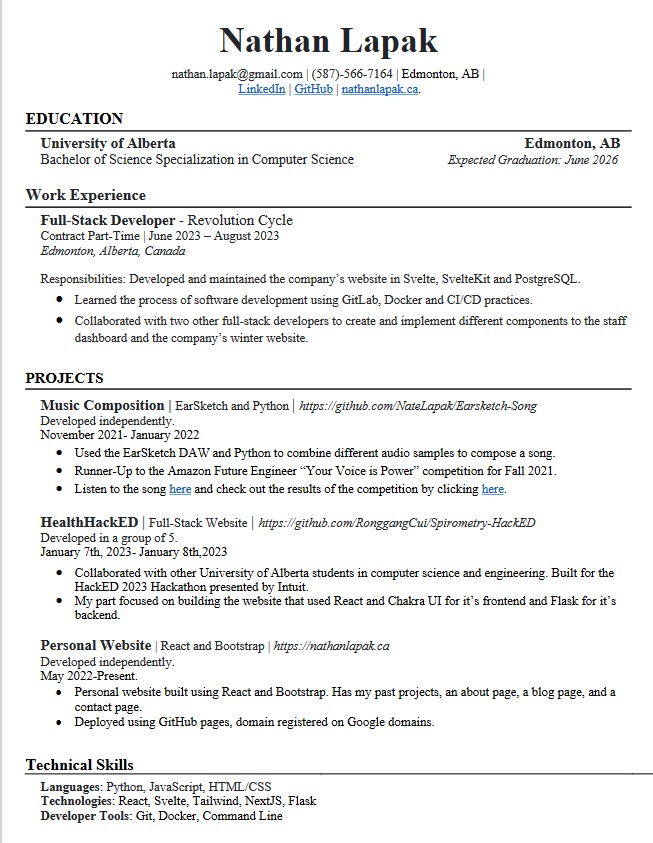 Nathan Lapak
nathan.lapak@gmail.com | (587)-566-7164 | Edmonton, AB |
LinkedIn | GitHub | nathanlapak.ca.
EDUCATION
University of Alberta Edmonton, AB
Bachelor of Science Specialization in Computer Science Expected Graduation: June 2026
Work Experience
Full-Stack Developer - Revolution Cycle
Contract Part-Time | June 2023 – August 2023
Edmonton, Alberta, Canada
Responsibilities: Developed and maintained the company's website in Svelte, SvelteKit and PostgreSQL.
● Learned the process of software development using GitLab, Docker and CI/CD practices.
● Collaborated with two other full-stack developers to create and implement different components to the staff
dashboard and the company's winter website.
PROJECTS
Music Composition | EarSketch and Python | https://github.com/NateLapak/Earsketch-Song
Developed independently.
November 2021- January 2022
• Used the EarSketch DAW and Python to combine different audio samples to compose a song.
• Runner-Up to the Amazon Future Engineer “Your Voice is Power” competition for Fall 2021.
• Listen to the song here and check out the results of the competition by clicking here.
HealthHackED | Full-Stack Website | https://github.com/RonggangCui/Spirometry-HackED
Developed in a group of 5.
January 7th, 2023- January 8th,2023
• Collaborated with other University of Alberta students in computer science and engineering. Built for the
HackED 2023 Hackathon presented by Intuit.
• My part focused on building the website that used React and Chakra UI for it's frontend and Flask for it's
backend.
Personal Website | React and Bootstrap | https://nathanlapak.ca
Developed independently.
May 2022-Present.
• Personal website built using React and Bootstrap. Has my past projects, an about page, a blog page, and a
contact page.
• Deployed using GitHub pages, domain registered on Google domains.
Technical Skills
Languages: Python, JavaScript, HTML/CSS
Technologies: React, Svelte, Tailwind, NextJS, Flask
Developer Tools: Git, Docker, Command Line